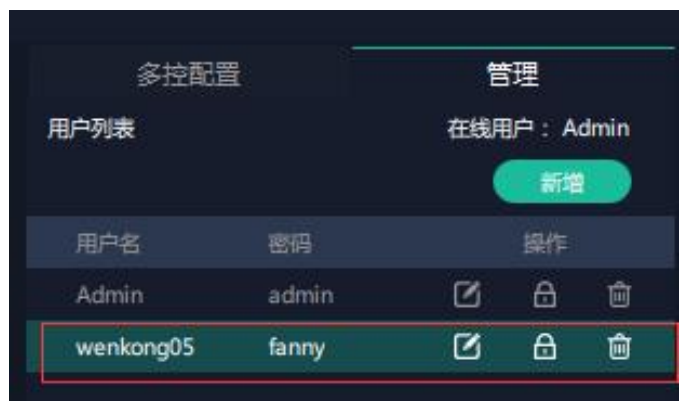 多控配置 管理
用户列表 在线用户： Admin
新增
用户名 密码 操作
Admin admin
wenkong05 fanny